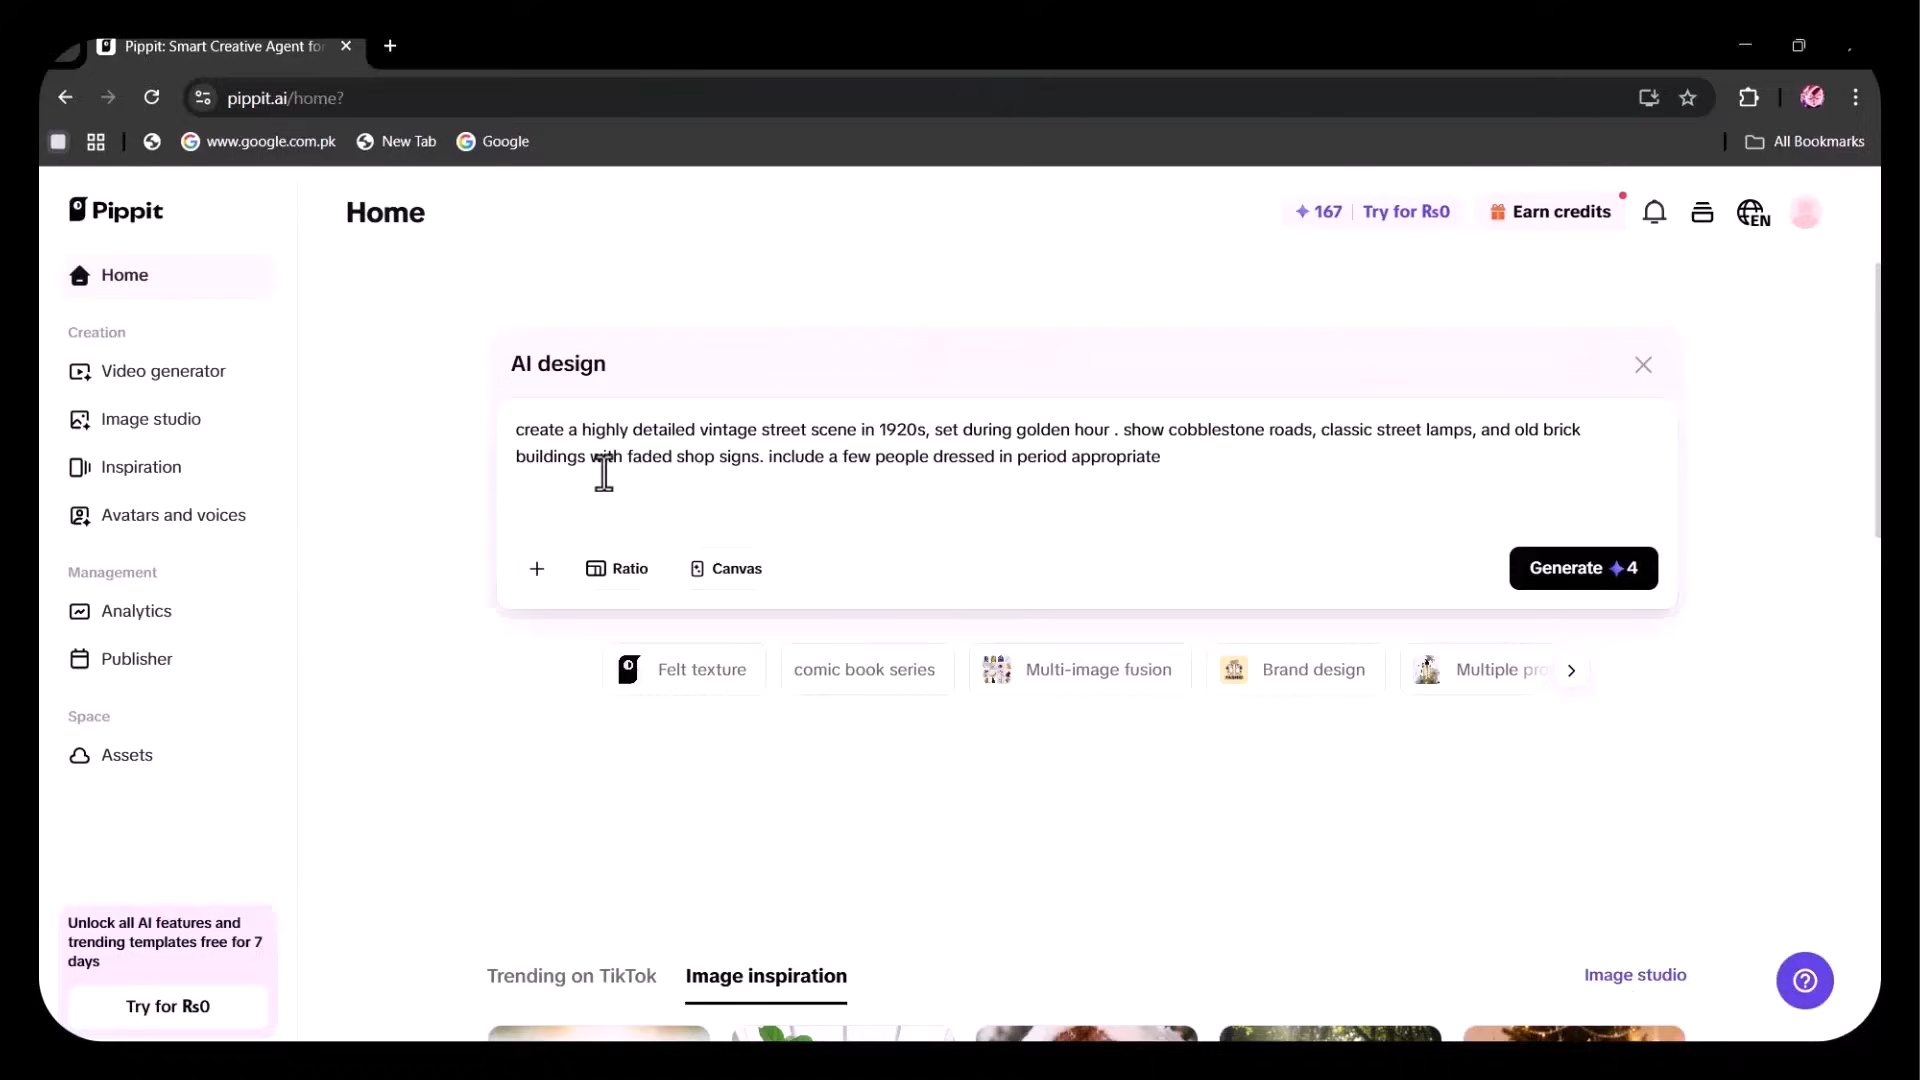 Pippit: Smart Creative Agent for
pippit.ai/home?
www.google.com.pk
New Tab
Google
All Bookmarks
Pippit
Home
167
Try for Rs0
Earn credits
EN
Home
Creation
Video generator
Image studio
Inspiration
Avatars and voices
Management
Analytics
Publisher
Space
Assets
Unlock all AI features and
trending templates free for 7
days
Try for Rs0
AI design
create a highly detailed vintage street scene in 1920s, set during golden hour . show cobblestone roads, classic street lamps, and old brick
buildings with faded shop signs. include a few people dressed in period appropriate
Ratio
Canvas
Generate 4
Felt texture
comic book series
Multi-image fusion
Brand design
Multiple pro
Trending on TikTok
Image inspiration
Image studio